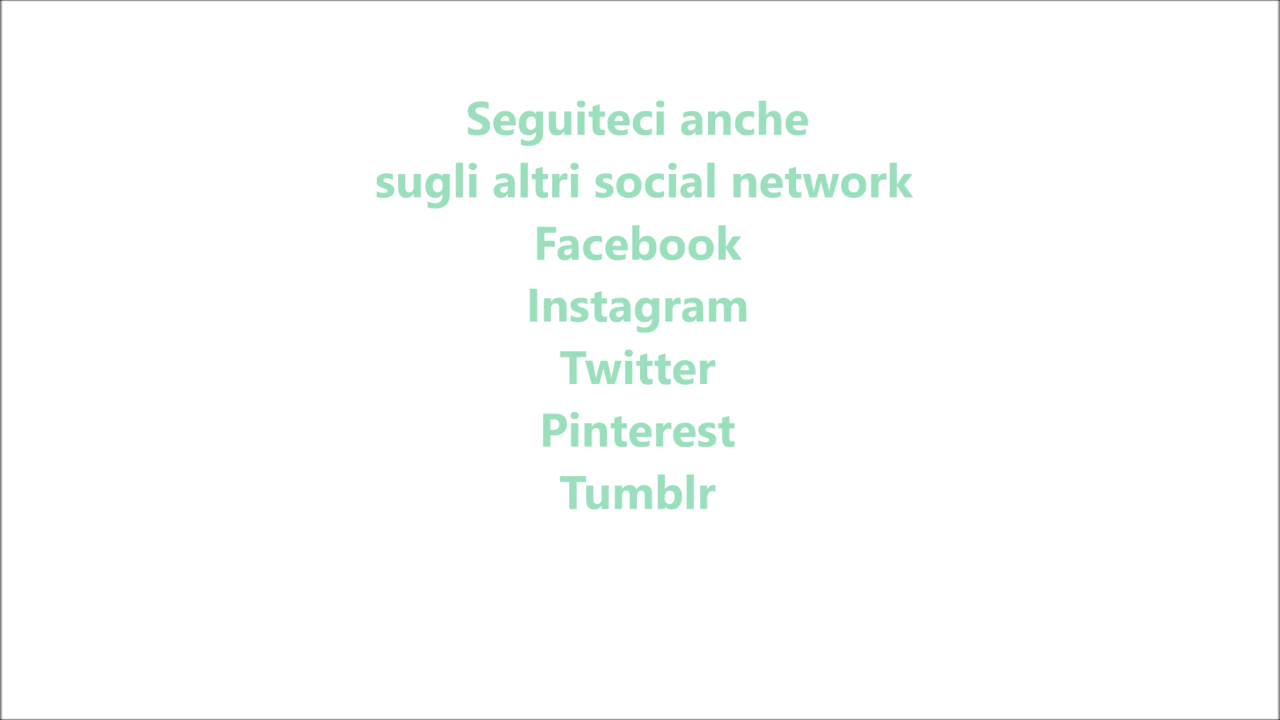 Seguiteci anche
sugli altri social network
Facebook
Instagram
Twitter
Pinterest
Tumblr